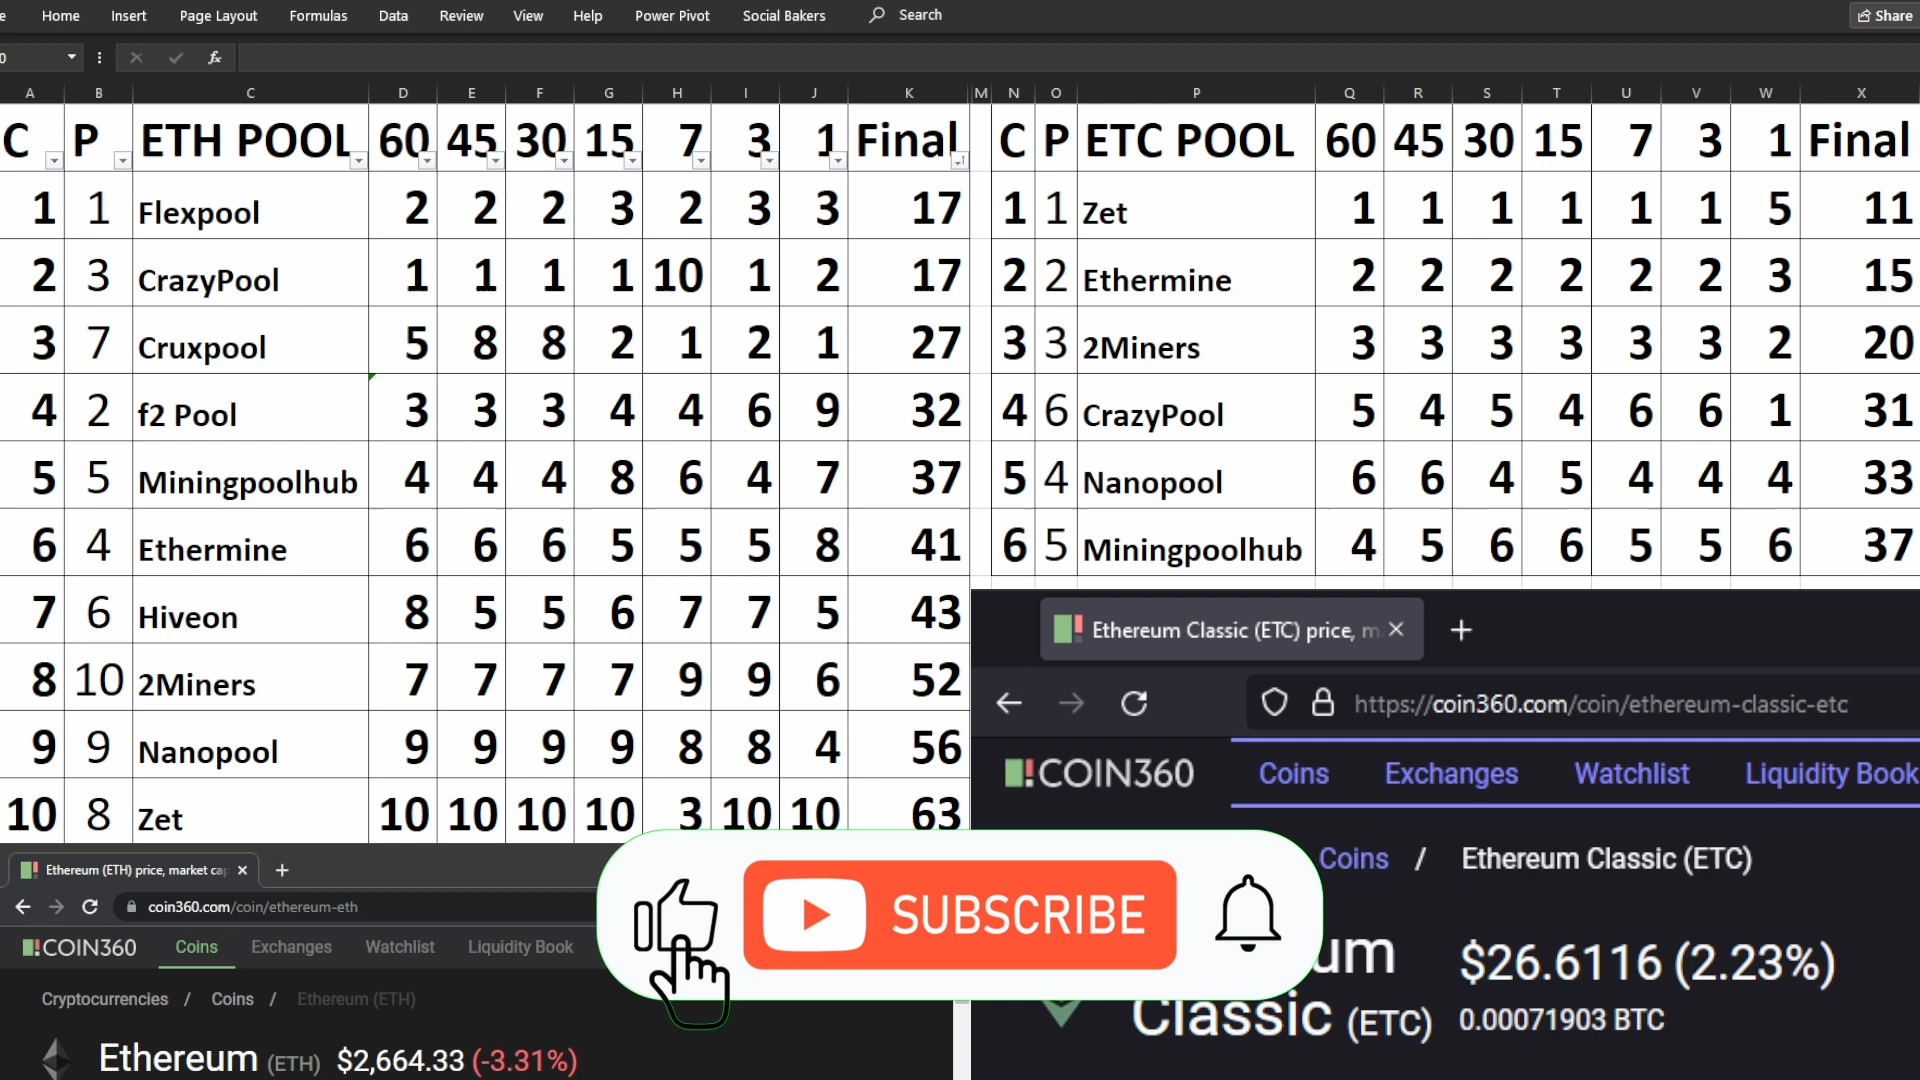 Home Insert Page Layout Formulas Data Review View Help Power Pivot Social Bakers Search Share
fx
A B C D E F G H I J K M N O P Q R S T U V W X
C P ETH POOL 60 45 30 15 7 3 1 Final
1 1 Flexpool 2 2 2 3 2 3 3 17
2 3 CrazyPool 1 1 1 1 10 1 2 17
3 7 Cruxpool 5 8 8 2 1 2 1 27
4 2 f2 Pool 3 3 3 4 4 6 9 32
5 5 Miningpoolhub 4 4 4 8 6 4 7 37
6 4 Ethermine 6 6 6 5 5 5 8 41
7 6 Hiveon 8 5 5 6 7 7 5 43
8 10 2Miners 7 7 7 7 9 9 6 52
9 9 Nanopool 9 9 9 9 8 8 4 56
10 8 Zet 10 10 10 10 3 10 10 63
C P ETC POOL 60 45 30 15 7 3 1 Final
1 1 Zet 1 1 1 1 1 1 5 11
2 2 Ethermine 2 2 2 2 2 2 3 15
3 3 2Miners 3 3 3 3 3 3 2 20
4 6 CrazyPool 5 4 5 4 6 6 1 31
5 4 Nanopool 6 6 4 5 4 4 4 33
6 5 Miningpoolhub 4 5 6 6 5 5 6 37
Ethereum Classic (ETC) price, m
https://coin360.com/coin/ethereum-classic-etc
COIN360 Coins Exchanges Watchlist Liquidity Book
Coins / Ethereum Classic (ETC)
um
Classic (ETC)
$26.6116 (2.23%)
0.00071903 BTC
Ethereum (ETH) price, market cap
coin360.com/coin/ethereum-eth
COIN360 Coins Exchanges Watchlist Liquidity Book
Cryptocurrencies / Coins / Ethereum (ETH)
Ethereum (ETH) $2,664.33 (-3.31%)
SUBSCRIBE